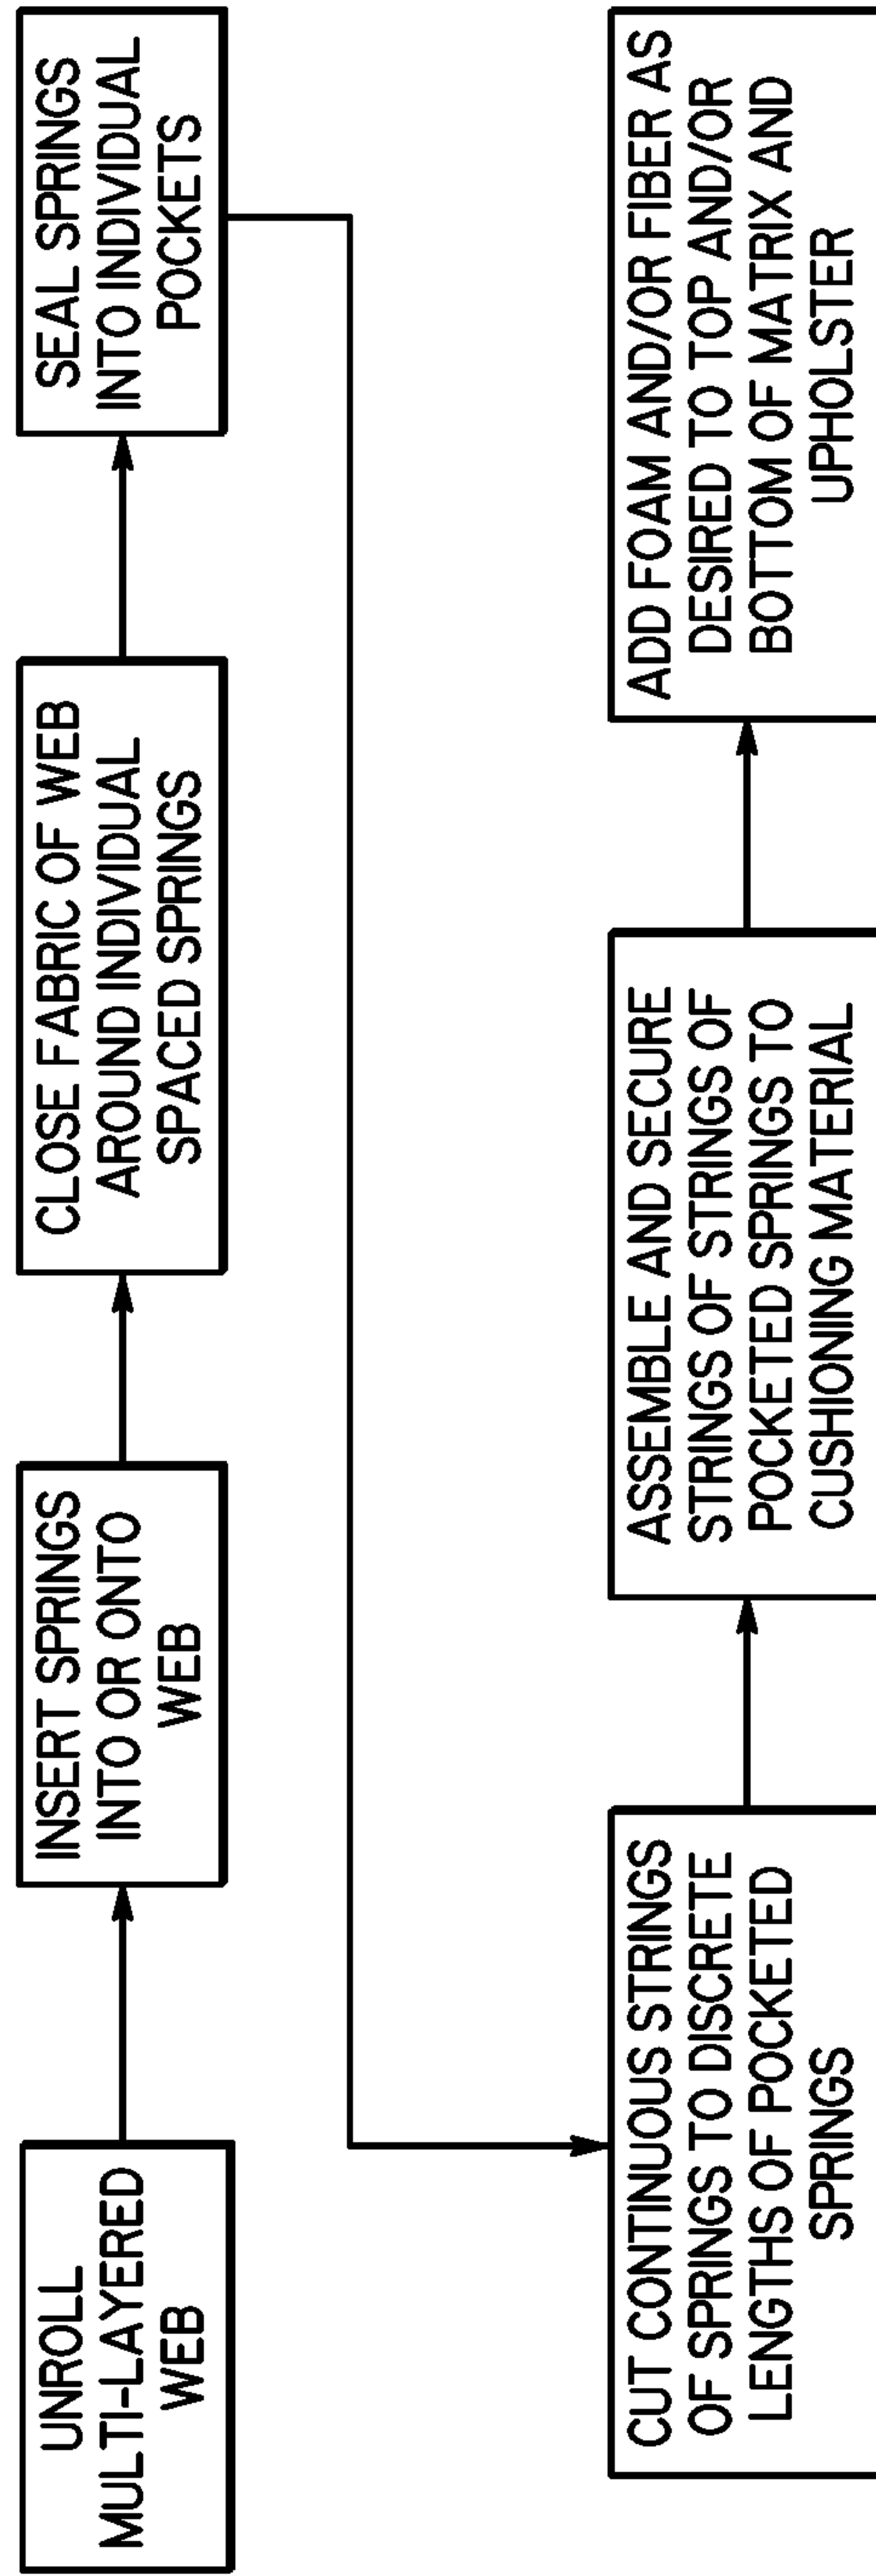 UNROLL
MULTI-LAYERED
WEB
INSERT SPRINGS
INTO OR ONTO
WEB
CLOSE FABRIC OF WEB
AROUND INDIVIDUAL
SPACED SPRINGS
SEAL SPRINGS
INTO INDIVIDUAL
POCKETS
CUT CONTINUOUS STRINGS
OF SPRINGS TO DISCRETE
LENGTHS OF POCKETED
SPRINGS
ASSEMBLE AND SECURE
STRINGS OF STRINGS OF
POCKETED SPRINGS TO
CUSHIONING MATERIAL
ADD FOAM AND/OR FIBER AS
DESIRED TO TOP AND/OR
BOTTOM OF MATRIX AND
UPHOLSTER